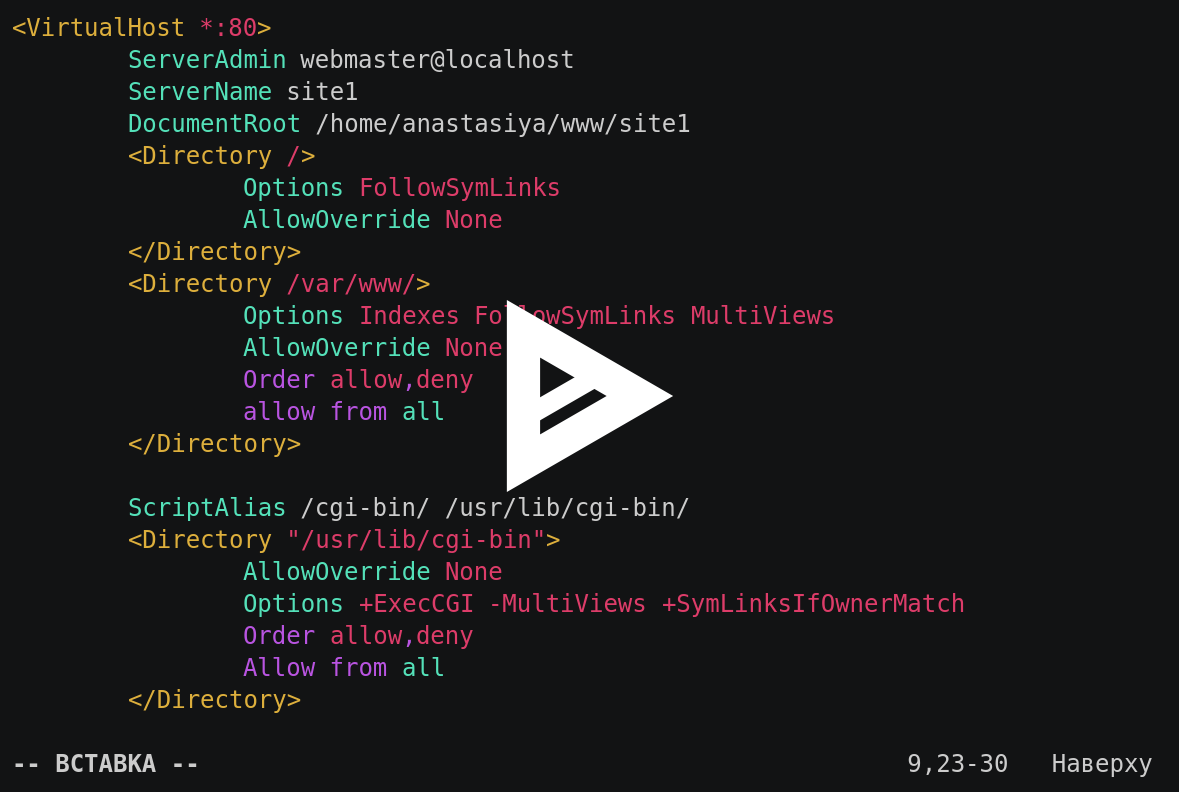 <VirtualHost *:80>
ServerAdmin webmaster@localhost
ServerName site1
DocumentRoot /home/anastasiya/www/site1
<Directory />
Options FollowSymLinks
AllowOverride None
</Directory>
<Directory /var/www/>
Options Indexes FollowSymLinks MultiViews
AllowOverride None
Order allow,deny
allow from all
</Directory>
ScriptAlias /cgi-bin/ /usr/lib/cgi-bin/
<Directory "/usr/lib/cgi-bin">
AllowOverride None
Options +ExecCGI -MultiViews +SymLinksIfOwnerMatch
Order allow,deny
Allow from all
</Directory>
-- ВСТАВКА -- 9,23-30 Наверху